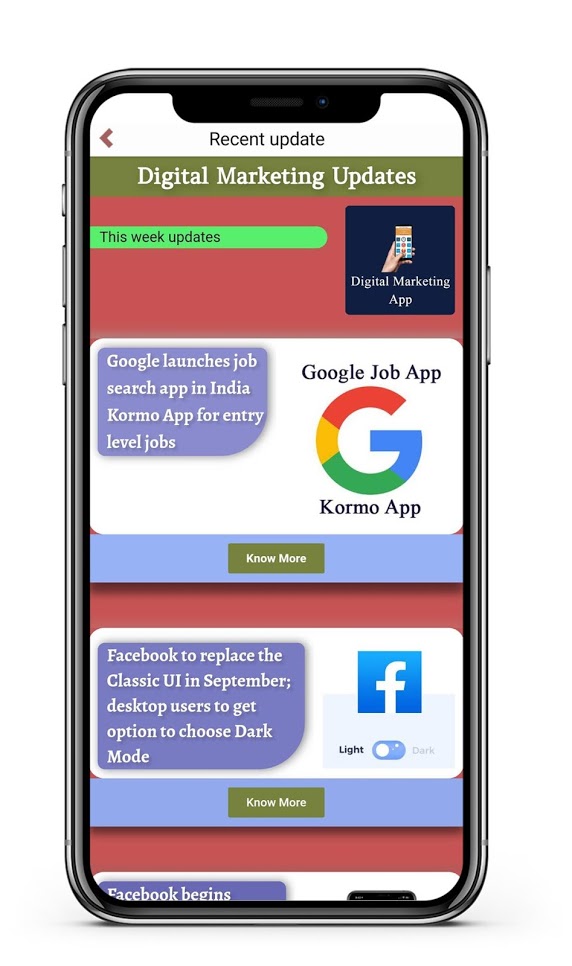 Recent update
Digital Marketing Updates
This week updates
Digital Marketing
App
Google launches job
search app in India
Kormo App for entry
level jobs
Google Job App
Kormo App
Know More
Facebook to replace the
Classic UI in September;
desktop users to get
option to choose Dark
Mode
Light
Dark
Know More
Facebook begins